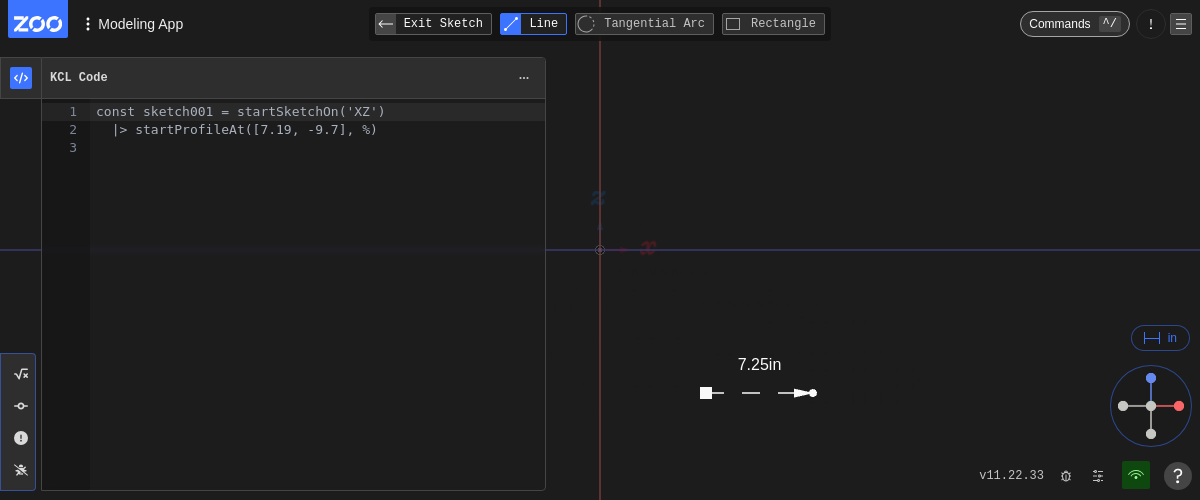 ZOO Modeling App
Exit Sketch Line Tangential Arc Rectangle
Commands ^/ !
KCL Code ...
1 const sketch001 = startSketchOn('XZ')
2   |> startProfileAt([7.19, -9.7], %)
3
z
x
in
7.25in
v11.22.33 ?